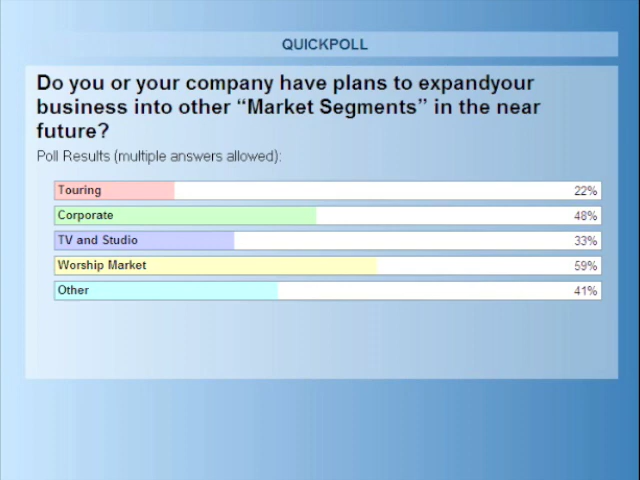 QUICKPOLL
Do you or your company have plans to expandyour
business into other “Market Segments” in the near
future?
Poll Results (multiple answers allowed):
Touring 22%
Corporate 48%
TV and Studio 33%
Worship Market 59%
Other 41%